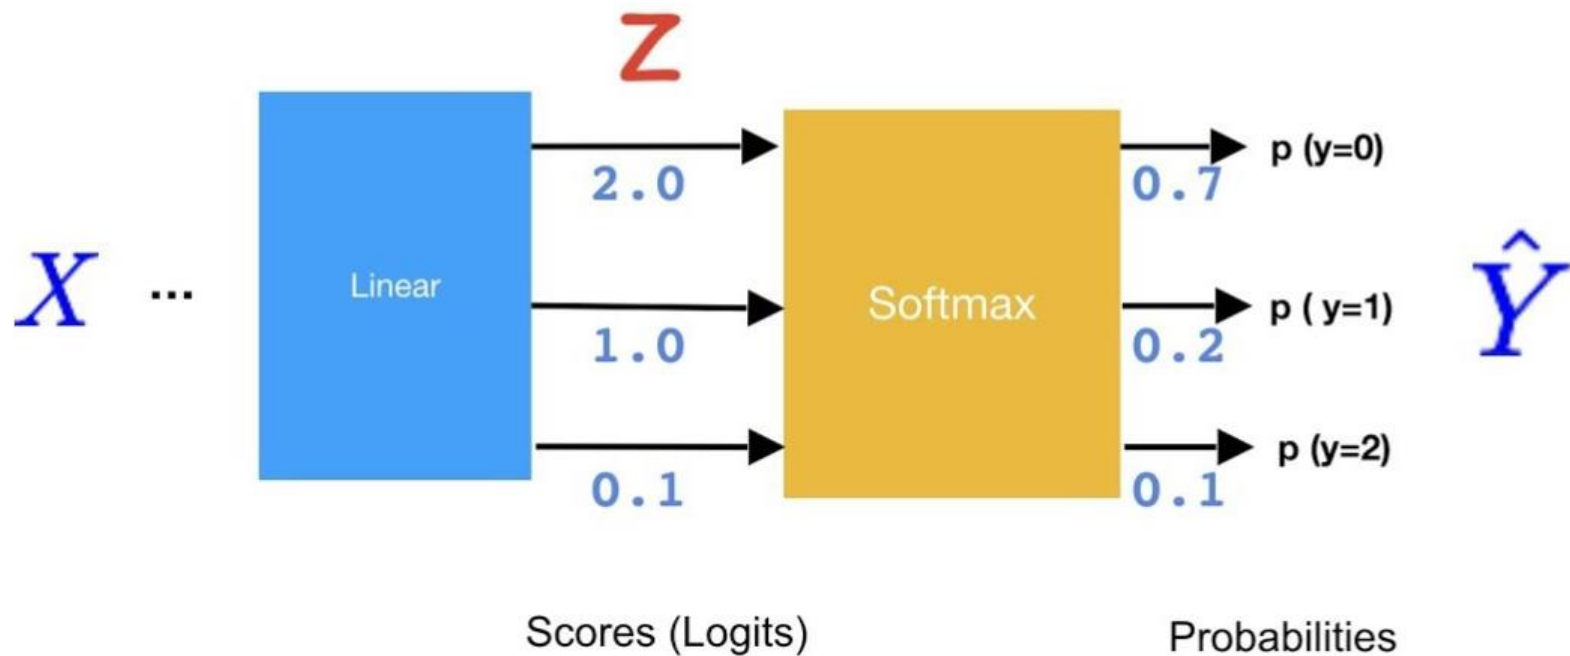 Z
2.0
0.7
p (y=0)
X
...
Linear
1.0
Softmax
0.2
p ( y=1)
Ŷ
0.1
0.1
p (y=2)
Scores (Logits)
Probabilities